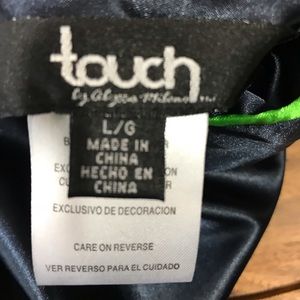 touch
by Alyssa Milano
L/G
MADE IN
CHINA
HECHO EN
CHINA
EXCLUSIVO DE DECORACION
CARE ON REVERSE
VER REVERSO PARA EL CUIDADO